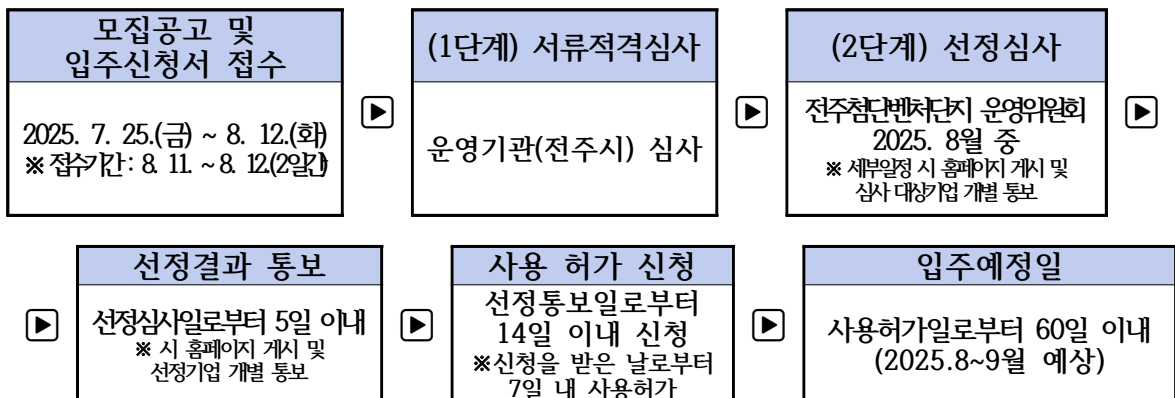 모집공고 및
입주신청서 접수
2025. 7. 25.(금) ~ 8. 12.(화)
※ 접수기간 : 8. 11. ~ 8. 12.(2일간)
(1단계) 서류적격심사
운영기관(전주시) 심사
(2단계) 선정심사
전주첨단벤처단지 운영위원회
2025. 8월 중
※ 세부일정 시 홈페이지 게시 및
심사 대상기업 개별 통보
선정결과 통보
선정심사일로부터 5일 이내
※ 시 홈페이지 게시 및
선정기업 개별 통보
사용 허가 신청
선정통보일로부터
14일 이내 신청
※신청을 받은 날로부터
7일 내 사용허가
입주예정일
사용허가일로부터 60일 이내
(2025.8~9월 예상)